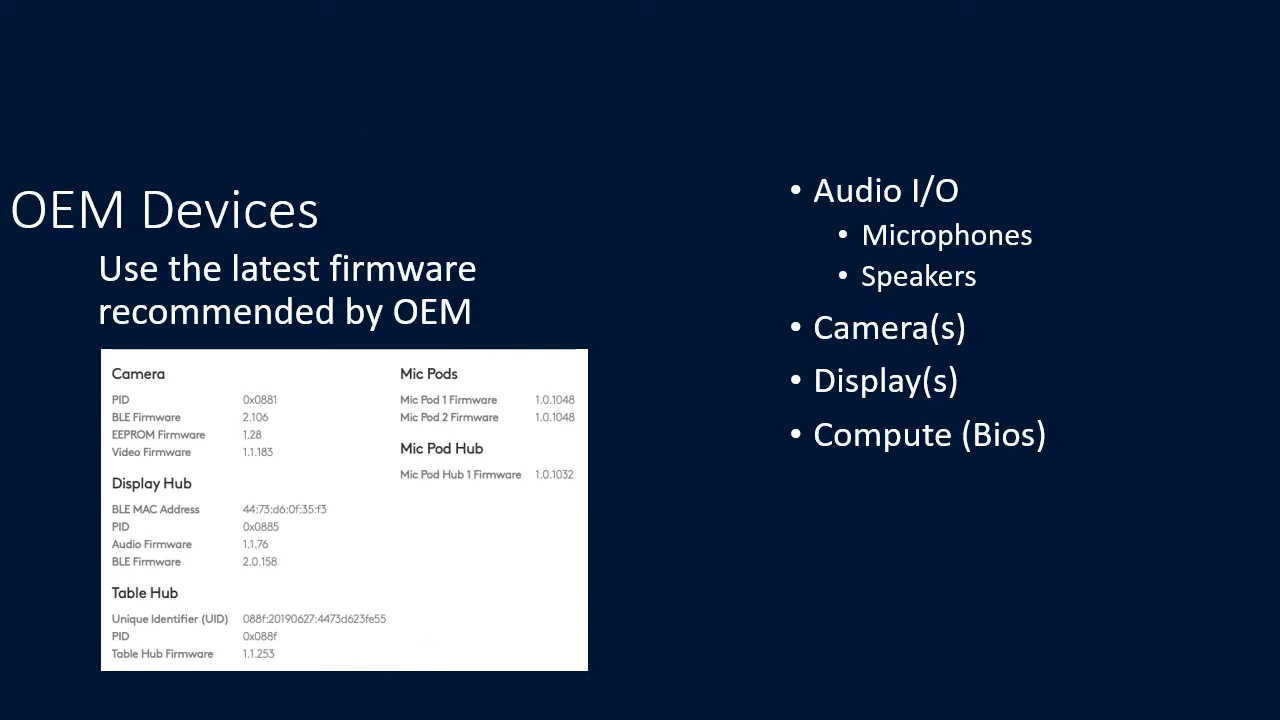 OEM Devices
Use the latest firmware
recommended by OEM
Camera
PID 0x0881
BLE Firmware 2.106
EEPROM Firmware 1.28
Video Firmware 1.1.183
Display Hub
BLE MAC Address 44:73:d6:0f:35:f3
PID 0x0885
Audio Firmware 1.1.76
BLE Firmware 2.0.158
Table Hub
Unique Identifier (UID) 088f:20190627:4473d623fe55
PID 0x088f
Table Hub Firmware 1.1.253
Mic Pods
Mic Pod 1 Firmware 1.0.1048
Mic Pod 2 Firmware 1.0.1048
Mic Pod Hub
Mic Pod Hub 1 Firmware 1.0.1032
• Audio I/O
• Microphones
• Speakers
• Camera(s)
• Display(s)
• Compute (Bios)